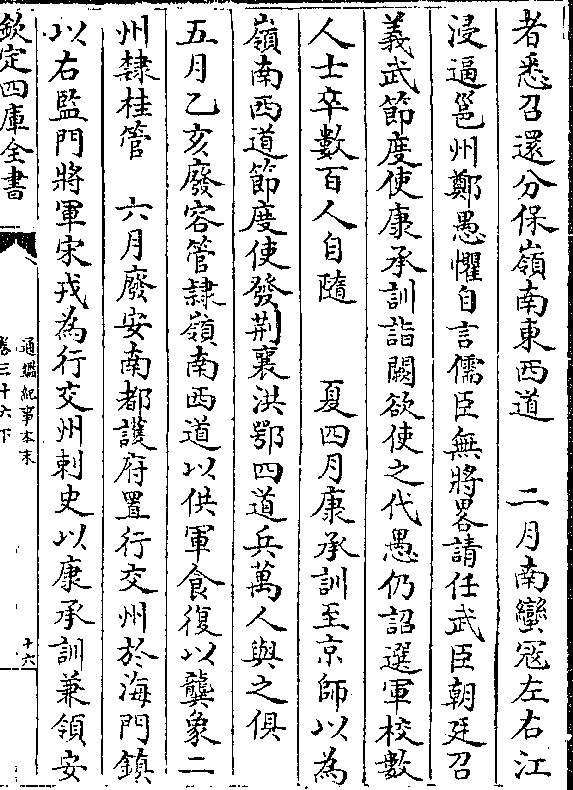 者悉召還分保嶺南東西道　二月南蠻寇左右江
浸逼邕州鄭愚懼自言儒臣無將畧請任武臣朝廷召
義武節度使康承訓詣闕欲使之代愚仍詔選軍校數
人士卒數百人自隨　夏四月康承訓至京師以為
嶺南西道節度使發荆襄洪鄂四道兵萬人與之俱
五月乙亥廢容管隷嶺南西道以供軍食復以龔象二
州隸桂管　六月廢安南都護府置行交州於海門鎮
以右監門將軍宋戎為行交州刺史以康承訓兼領安
欽定四庫全書
通鑑紀事本末
卷三十六下
十六